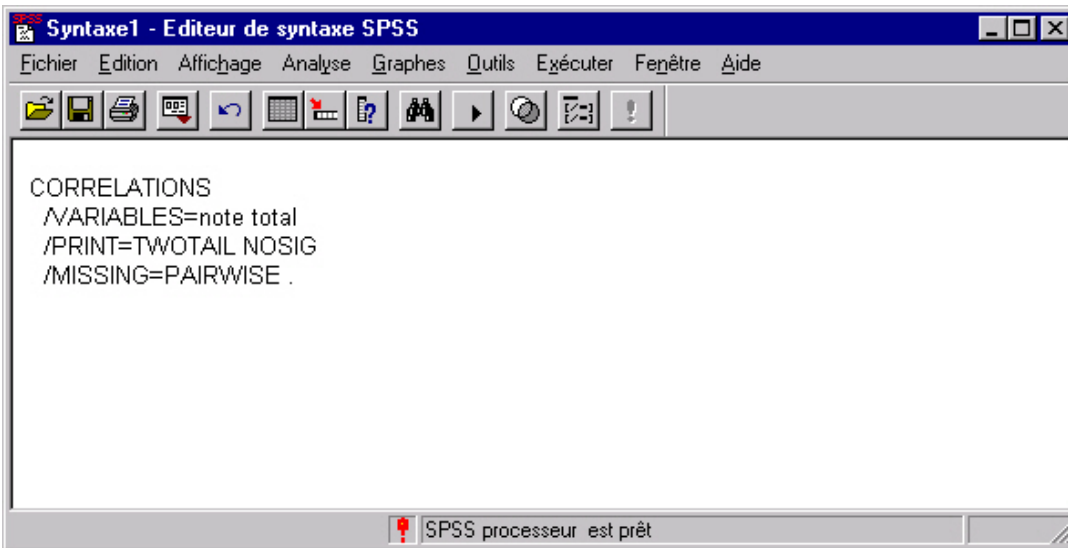 SPSS
Syntaxe1 - Editeur de syntaxe SPSS
Fichier Edition Affichage Analyse Graphes Outils Exécuter Fenêtre Aide
CORRELATIONS
/VARIABLES=note total
/PRINT=TWOTAIL NOSIG
/MISSING=PAIRWISE .
SPSS processeur est prêt